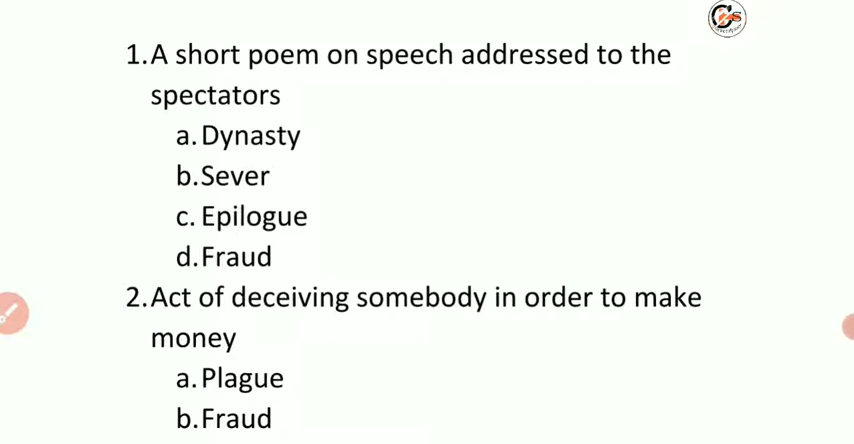 1.A short poem on speech addressed to the
spectators
a.Dynasty
b.Sever
c. Epilogue
d.Fraud
2.Act of deceiving somebody in order to make
money
a.Plague
b.Fraud